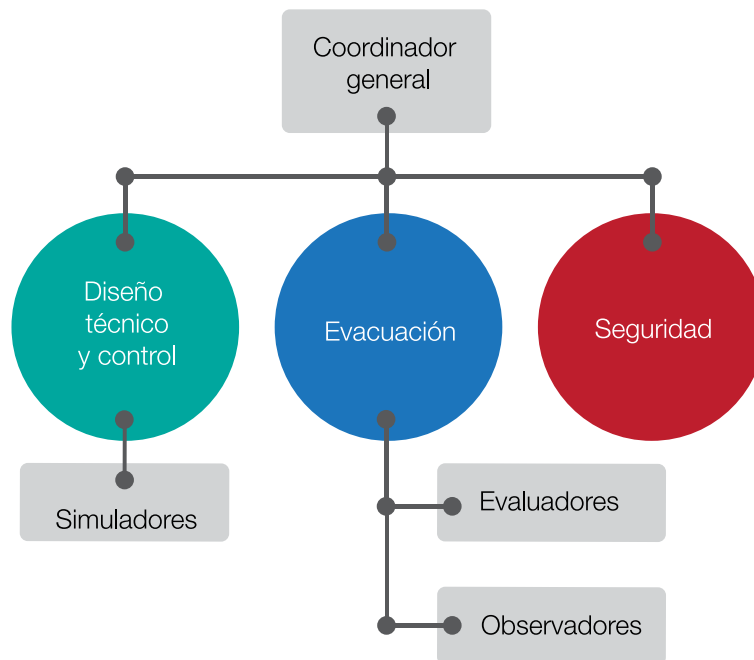 Coordinador
general
Diseño
técnico
y control
Evacuación
Seguridad
Simuladores
Evaluadores
Observadores